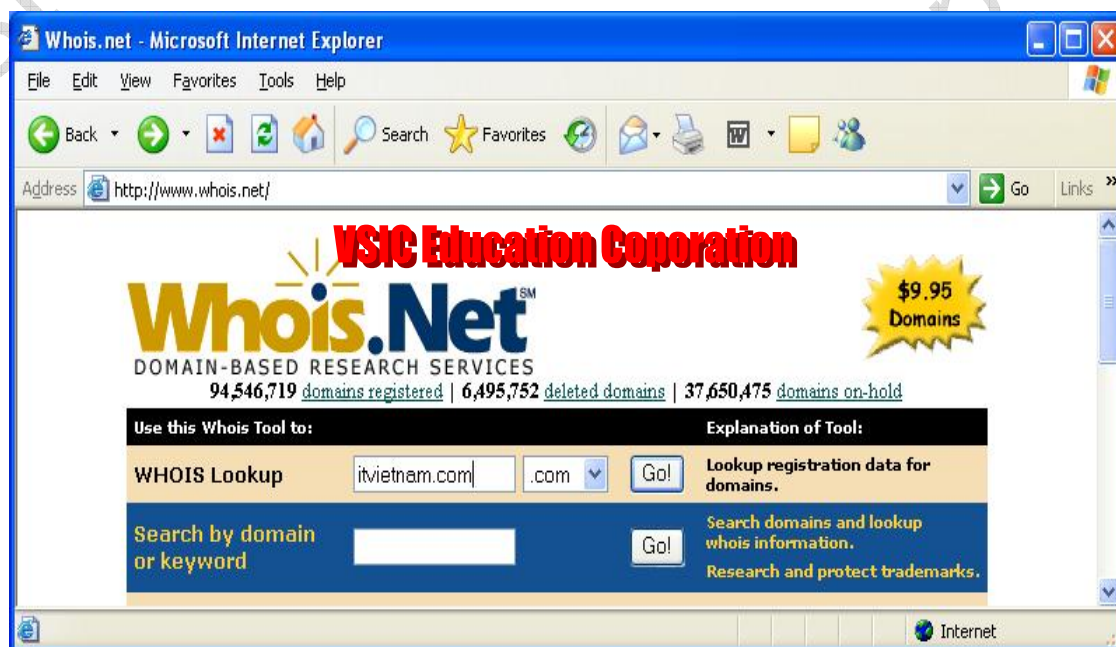 Whois.net - Microsoft Internet Explorer
File Edit View Favorites Tools Help
Back Search Favorites
Address http://www.whois.net/ Go Links »
VSIC Education Coporation
Whois.Net SM
DOMAIN-BASED RESEARCH SERVICES
$9.95
Domains
94,546,719 domains registered | 6,495,752 deleted domains | 37,650,475 domains on-hold
Use this Whois Tool to: Explanation of Tool:
WHOIS Lookup itvietnam.com .com Go! Lookup registration data for
domains.
Search by domain
or keyword Go! Search domains and lookup
whois information.
Research and protect trademarks.
Internet